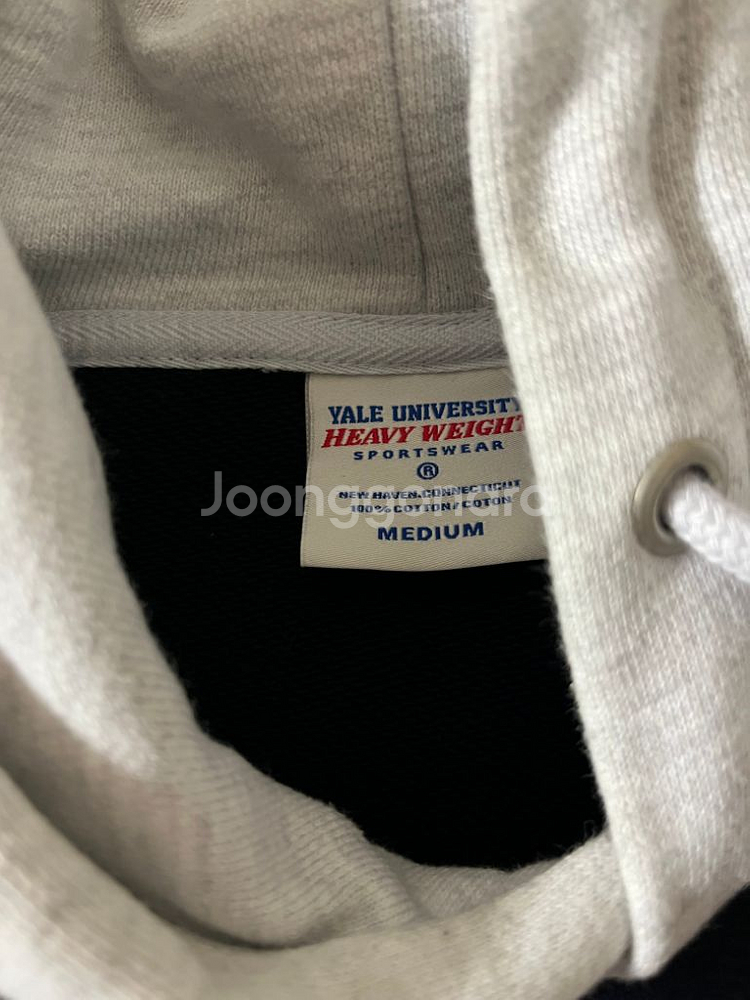 YALE UNIVERSITY
HEAVY WEIGHT
SPORTSWEAR
®
NEW HAVEN, CONNECTICUT
100% COTTON / COTON
MEDIUM
Joonggonara